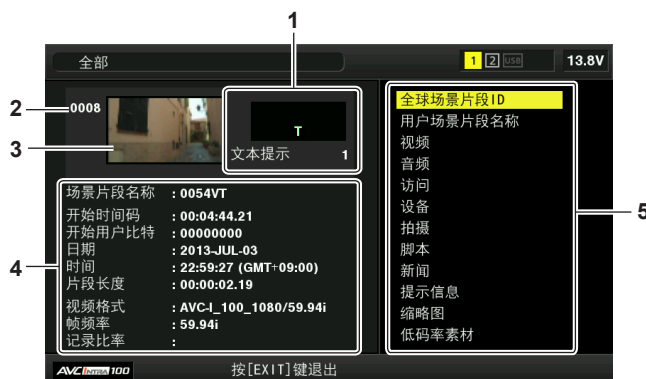 1
全部
1 2 USB
13.8V
2
0008
3
T
文本提示 1
4
场景片段名称 : 0054VT
开始时间码 : 00:04:44.21
开始用户比特 : 00000000
日期 : 2013-JUL-03
时间 : 22:59:27 (GMT+09:00)
片段长度 : 00:00:02.19
视频格式 : AVC-I_100_1080/59.94i
帧频率 : 59.94i
记录比率 :
全球场景片段ID
用户场景片段名称
视频
音频
访问
设备
拍摄
脚本
新闻
提示信息
缩略图
低码率素材
5
AVCINTRA 100
按[EXIT]键退出